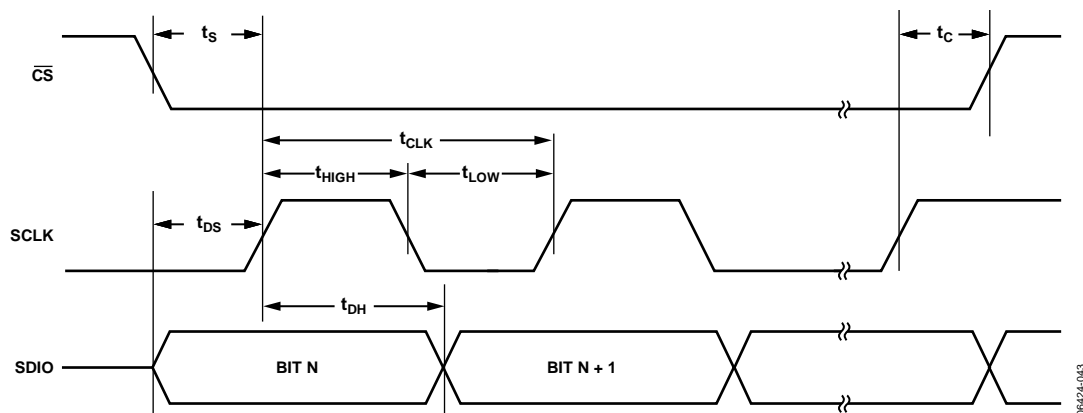 tS
tC
CS
tCLK
tHIGH
tLOW
tDS
SCLK
tDH
SDIO
BIT N
BIT N + 1
06424-043